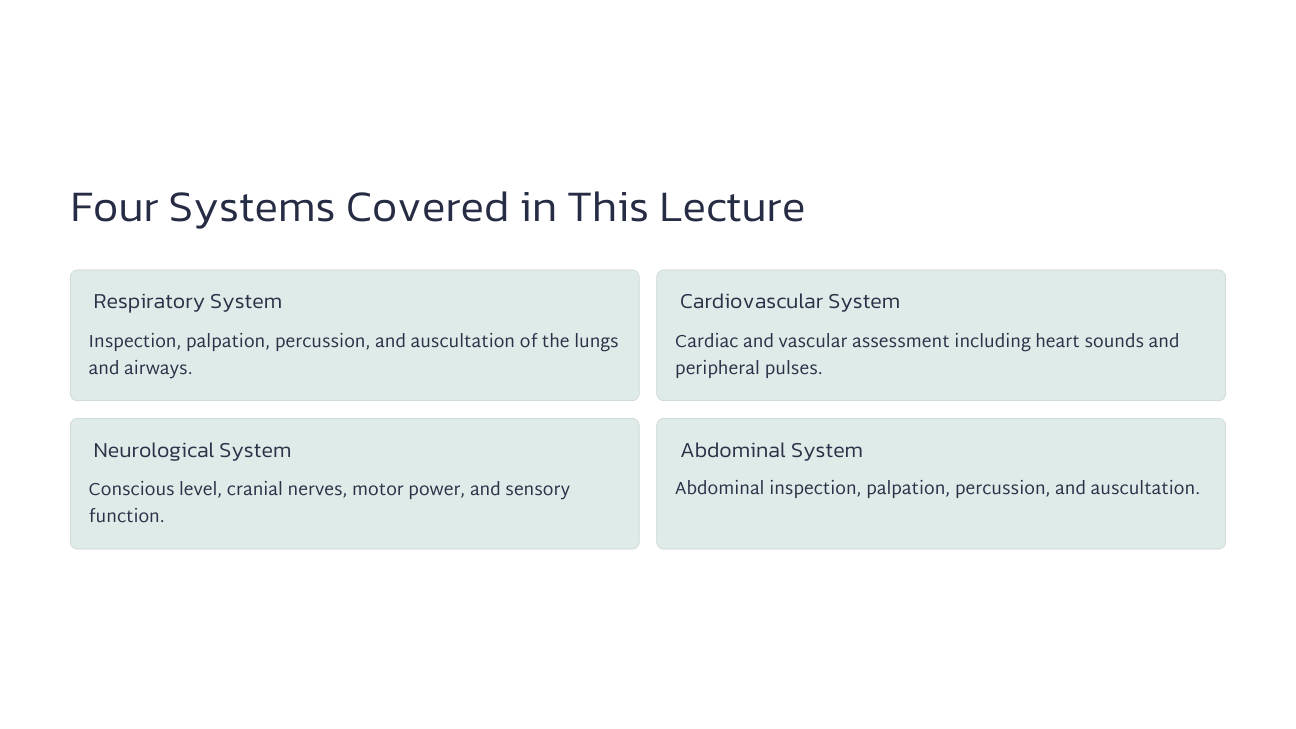 Four Systems Covered in This Lecture
Respiratory System
Inspection, palpation, percussion, and auscultation of the lungs
and airways.
Cardiovascular System
Cardiac and vascular assessment including heart sounds and
peripheral pulses.
Neurological System
Conscious level, cranial nerves, motor power, and sensory
function.
Abdominal System
Abdominal inspection, palpation, percussion, and auscultation.